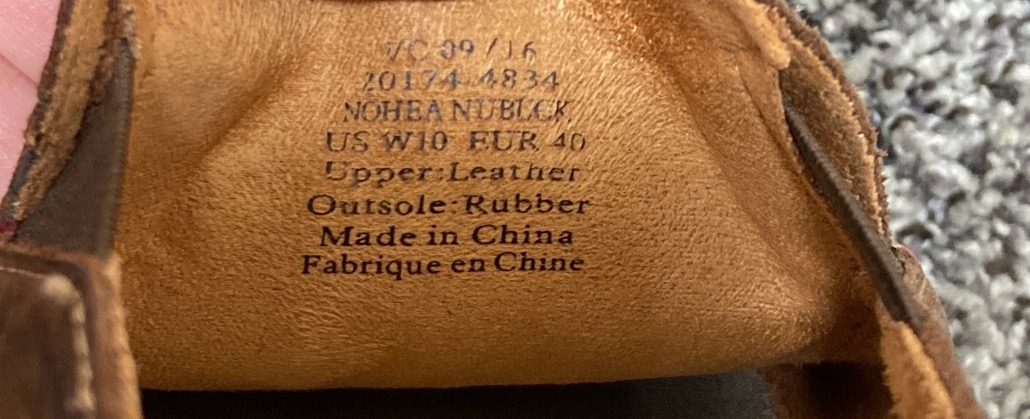 VC 09/16
20174-4834
NOHEA NUBUCK
US W10 EUR 40
Upper:Leather
Outsole:Rubber
Made in China
Fabrique en Chine